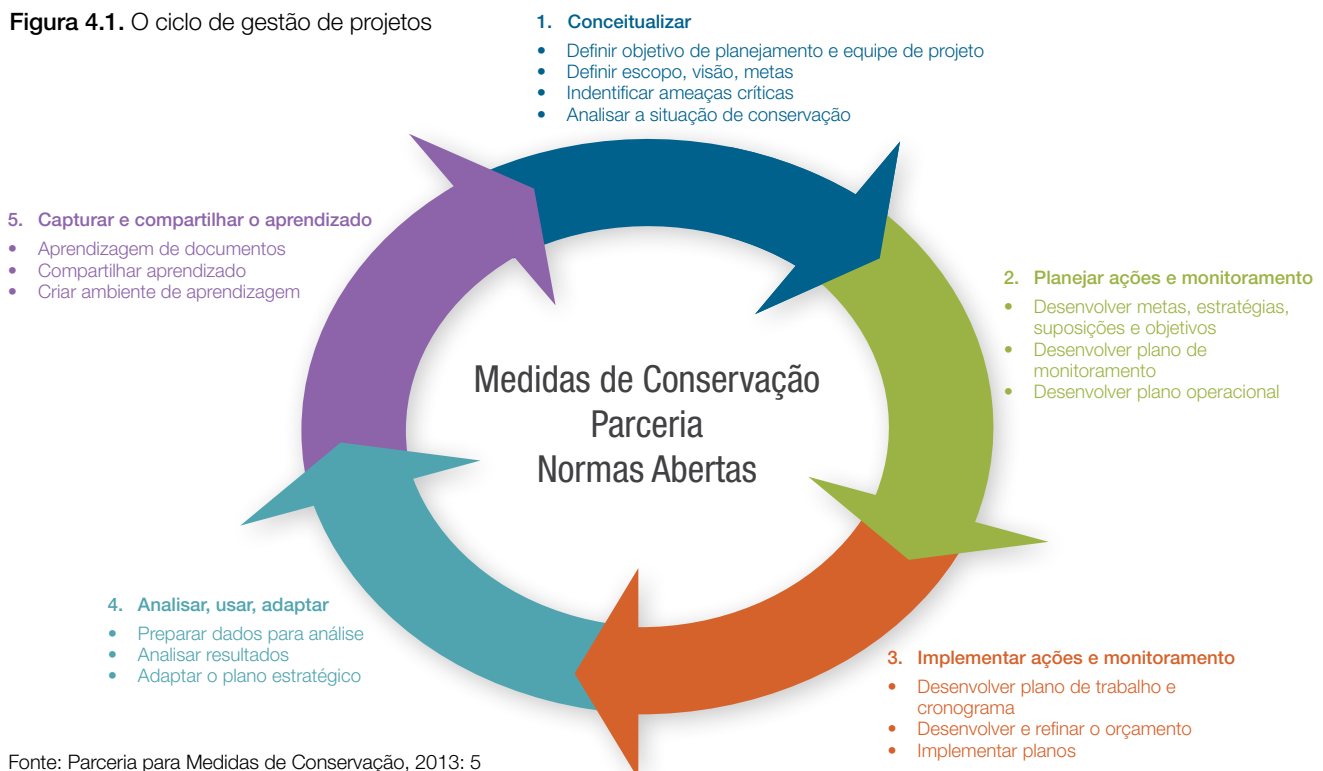 Figura 4.1. O ciclo de gestão de projetos
1. Conceitualizar
• Definir objetivo de planejamento e equipe de projeto
• Definir escopo, visão, metas
• Indentificar ameaças críticas
• Analisar a situação de conservação
5. Capturar e compartilhar o aprendizado
• Aprendizagem de documentos
• Compartilhar aprendizado
• Criar ambiente de aprendizagem
2. Planejar ações e monitoramento
• Desenvolver metas, estratégias,
suposições e objetivos
• Desenvolver plano de
monitoramento
• Desenvolver plano operacional
Medidas de Conservação
Parceria
Normas Abertas
4. Analisar, usar, adaptar
• Preparar dados para análise
• Analisar resultados
• Adaptar o plano estratégico
3. Implementar ações e monitoramento
• Desenvolver plano de trabalho e
cronograma
• Desenvolver e refinar o orçamento
• Implementar planos
Fonte: Parceria para Medidas de Conservação, 2013: 5